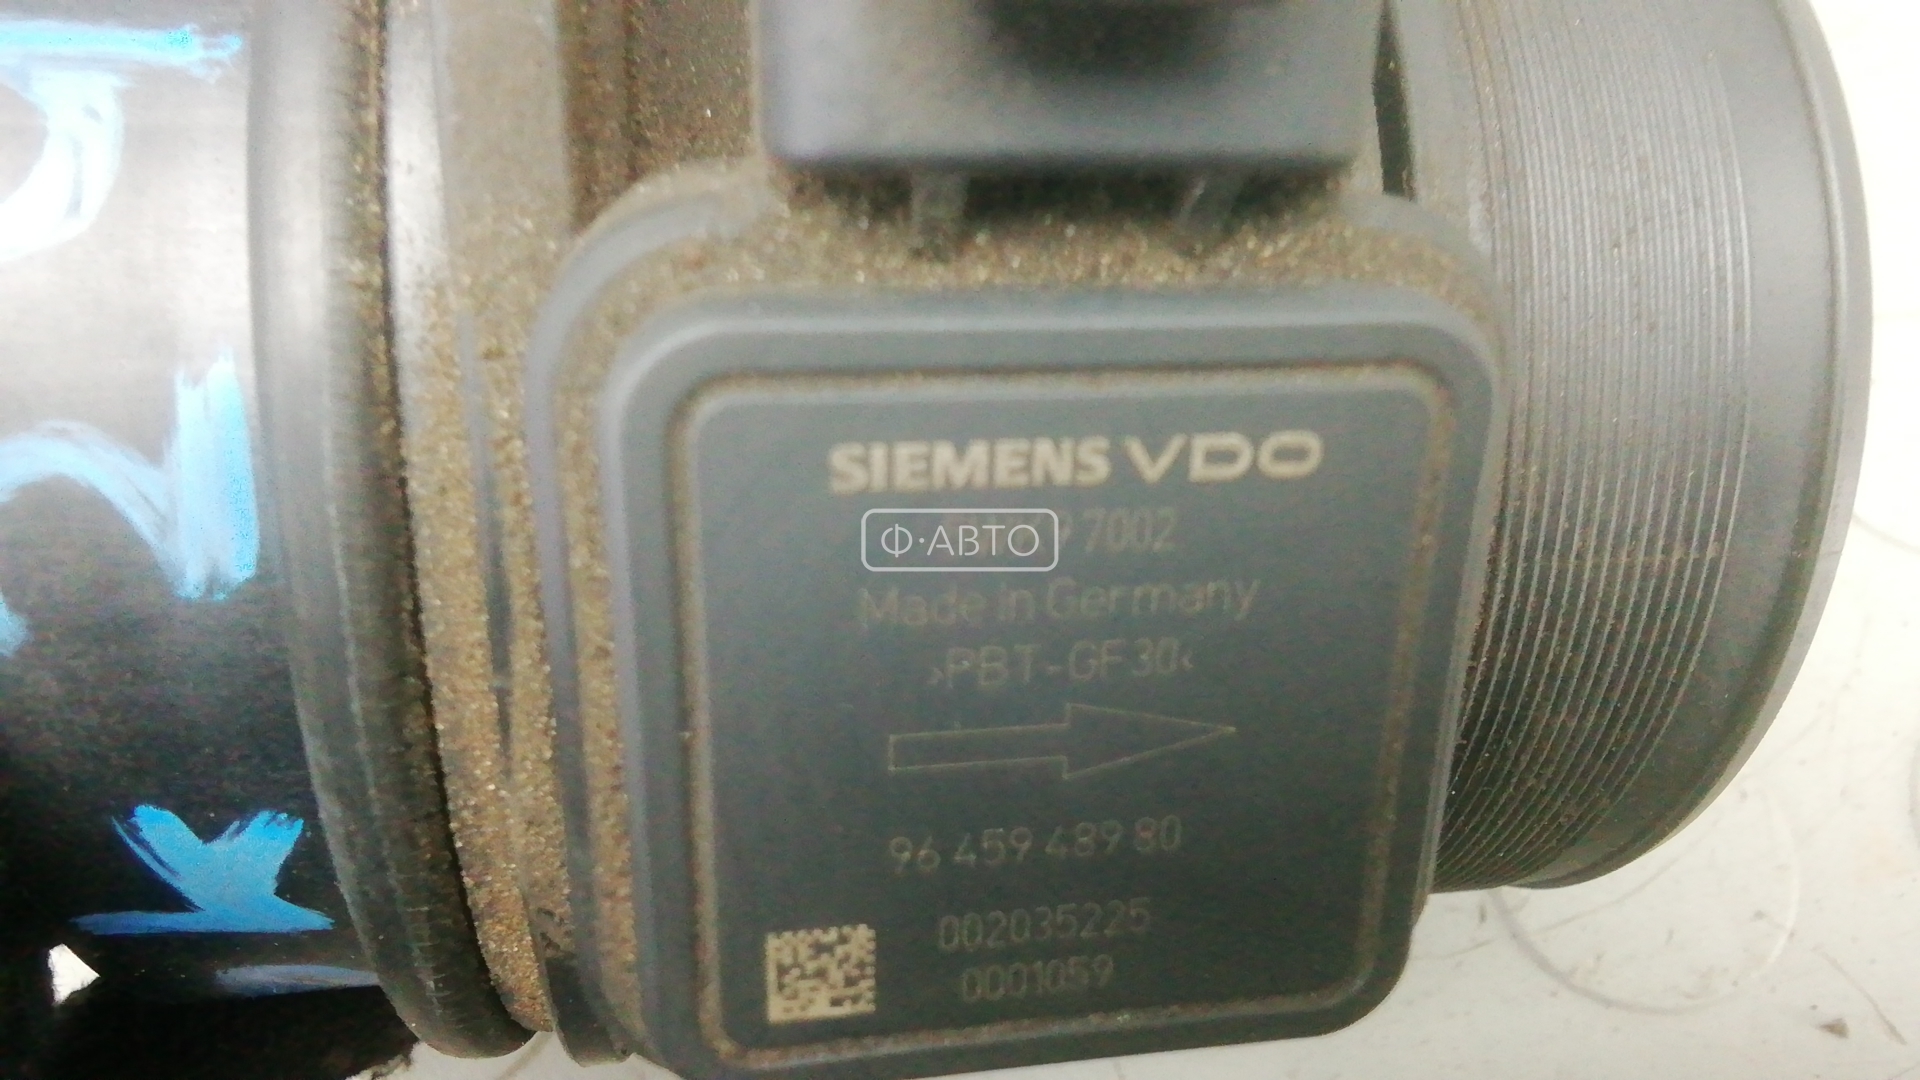 SIEMENS VDO
7002
Ф·АВТО
Made in Germany
›PBT-GF30‹
96 459 489 80
002035225
0001059